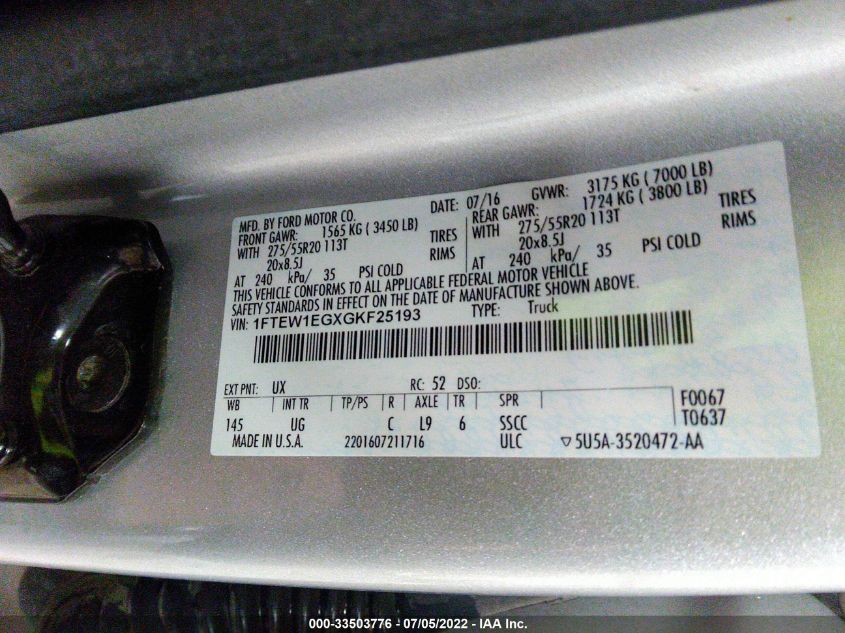 MFD. BY FORD MOTOR CO. DATE: 07/16 GVWR: 3175 KG ( 7000 LB)
FRONT GAWR: 1565 KG ( 3450 LB) REAR GAWR: 1724 KG ( 3800 LB)
WITH 275/55R20 113T TIRES WITH 275/55R20 113T TIRES
20x8.5J RIMS 20x8.5J RIMS
AT 240 kPa/ 35 PSI COLD AT 240 kPa/ 35 PSI COLD
THIS VEHICLE CONFORMS TO ALL APPLICABLE FEDERAL MOTOR VEHICLE
SAFETY STANDARDS IN EFFECT ON THE DATE OF MANUFACTURE SHOWN ABOVE.
VIN: 1FTEW1EGXGKF25193 TYPE: Truck
EXT PNT: UX RC: 52 DSO:
WB INT TR TP/PS R AXLE TR SPR F0067
145 UG C L9 6 SSCC T0637
MADE IN U.S.A. 2201607211716 ULC ▽5U5A-3520472-AA
000-33503776 - 07/05/2022 - IAA Inc.